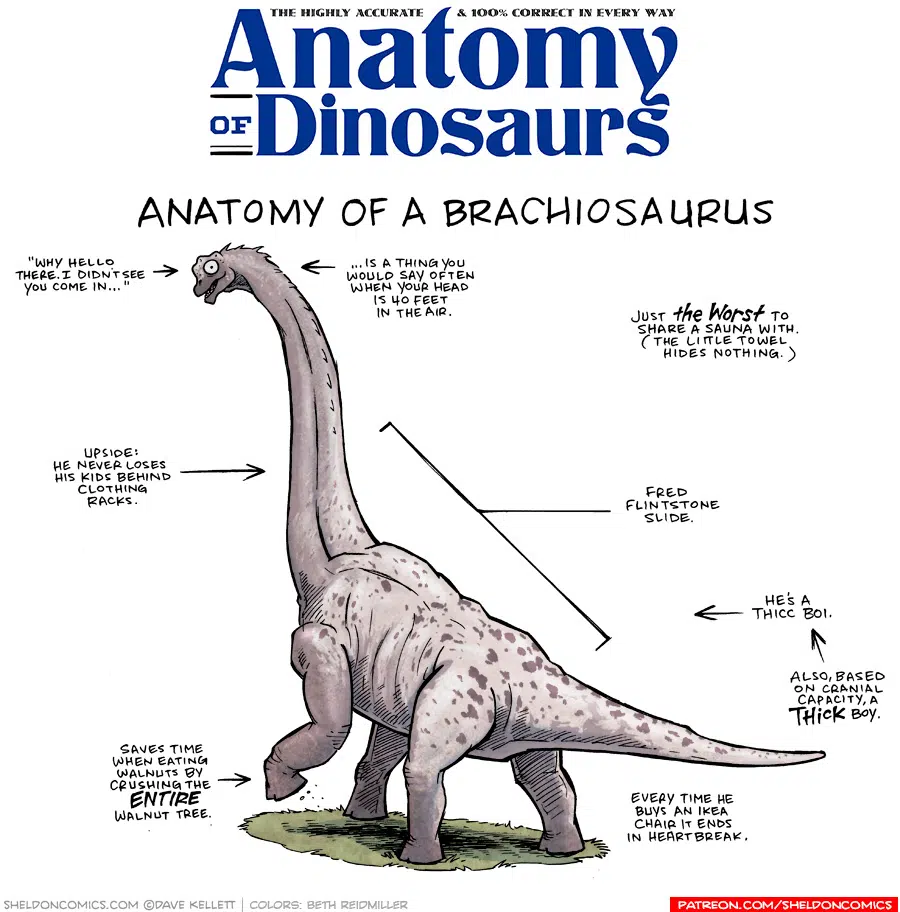 THE HIGHLY ACCURATE & 100% CORRECT IN EVERY WAY
Anatomy
OF Dinosaurs
ANATOMY OF A BRACHIOSAURUS
"WHY HELLO
THERE. I DIDN'T SEE
YOU COME IN..."
...IS A THING YOU
WOULD SAY OFTEN
WHEN YOUR HEAD
IS 40 FEET
IN THE AIR.
JUST the Worst TO
SHARE A SAUNA WITH.
(THE LITTLE TOWEL
HIDES NOTHING.)
UPSIDE:
HE NEVER LOSES
HIS KIDS BEHIND
CLOTHING
RACKS.
FRED
FLINTSTONE
SLIDE.
HE'S A
THICC BOI.
ALSO, BASED
ON CRANIAL
CAPACITY, A
THICK BOY.
SAVES TIME
WHEN EATING
WALNUTS BY
CRUSHING THE
ENTIRE
WALNUT TREE.
EVERY TIME HE
BUYS AN IKEA
CHAIR IT ENDS
IN HEARTBREAK.
SHELDONCOMICS.COM ©DAVE KELLETT | COLORS: BETH REIDMILLER
PATREON.COM/SHELDONCOMICS